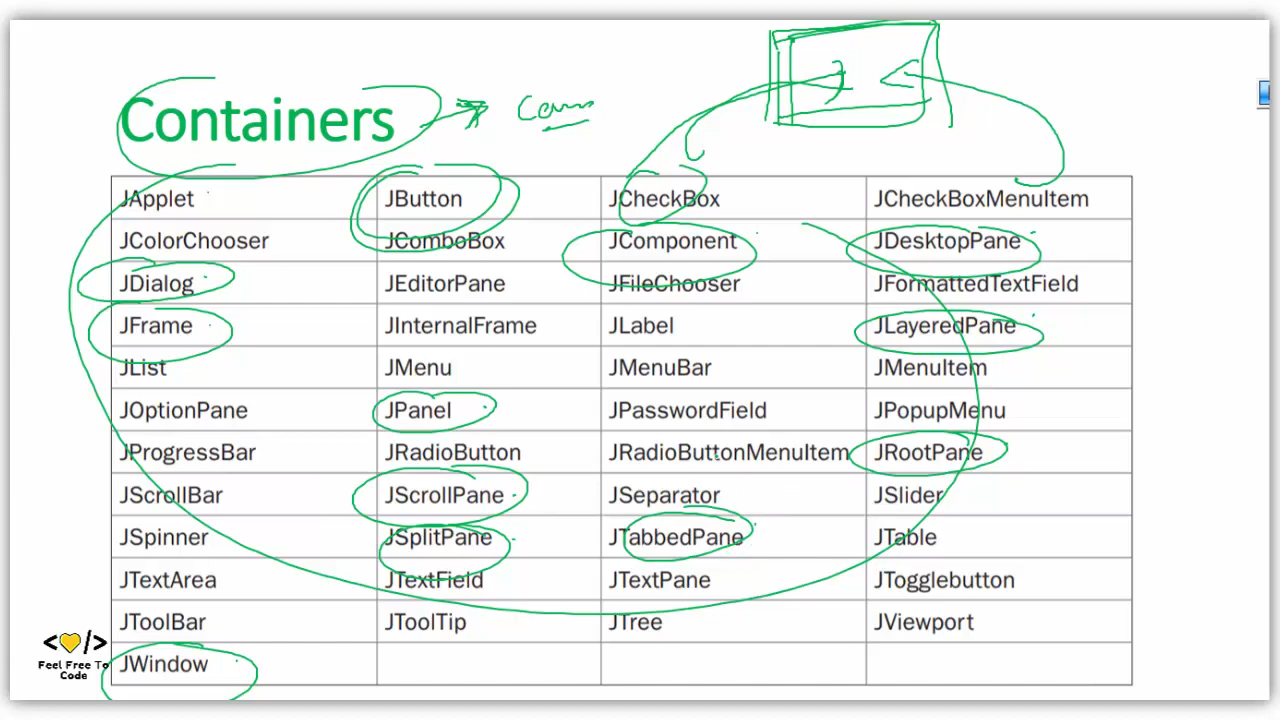 Containers
JApplet JButton JCheckBox JCheckBoxMenuItem
JColorChooser JComboBox JComponent JDesktopPane
JDialog JEditorPane JFileChooser JFormattedTextField
JFrame JInternalFrame JLabel JLayeredPane
JList JMenu JMenuBar JMenuItem
JOptionPane JPanel JPasswordField JPopupMenu
JProgressBar JRadioButton JRadioButtonMenuItem JRootPane
JScrollBar JScrollPane JSeparator JSlider
JSpinner JSplitPane JTabbedPane JTable
JTextArea JTextField JTextPane JTogglebutton
JToolBar JToolTip JTree JViewport
JWindow
</> Feel Free To
Code